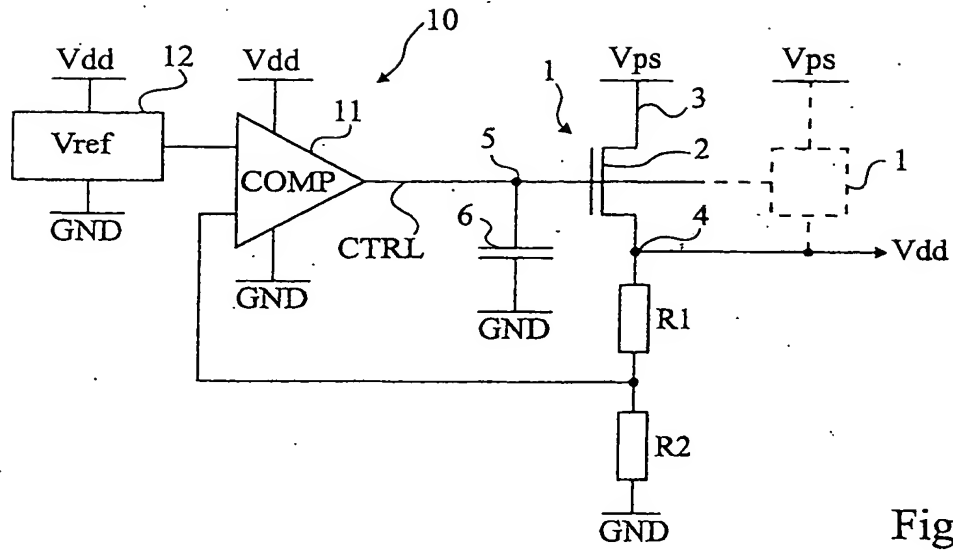 10
Vdd
12
Vdd
Vps
Vps
1
3
11
Vref
2
5
1
COMP
6
4
GND
CTRL
Vdd
GND
GND
R1
R2
GND
Fig